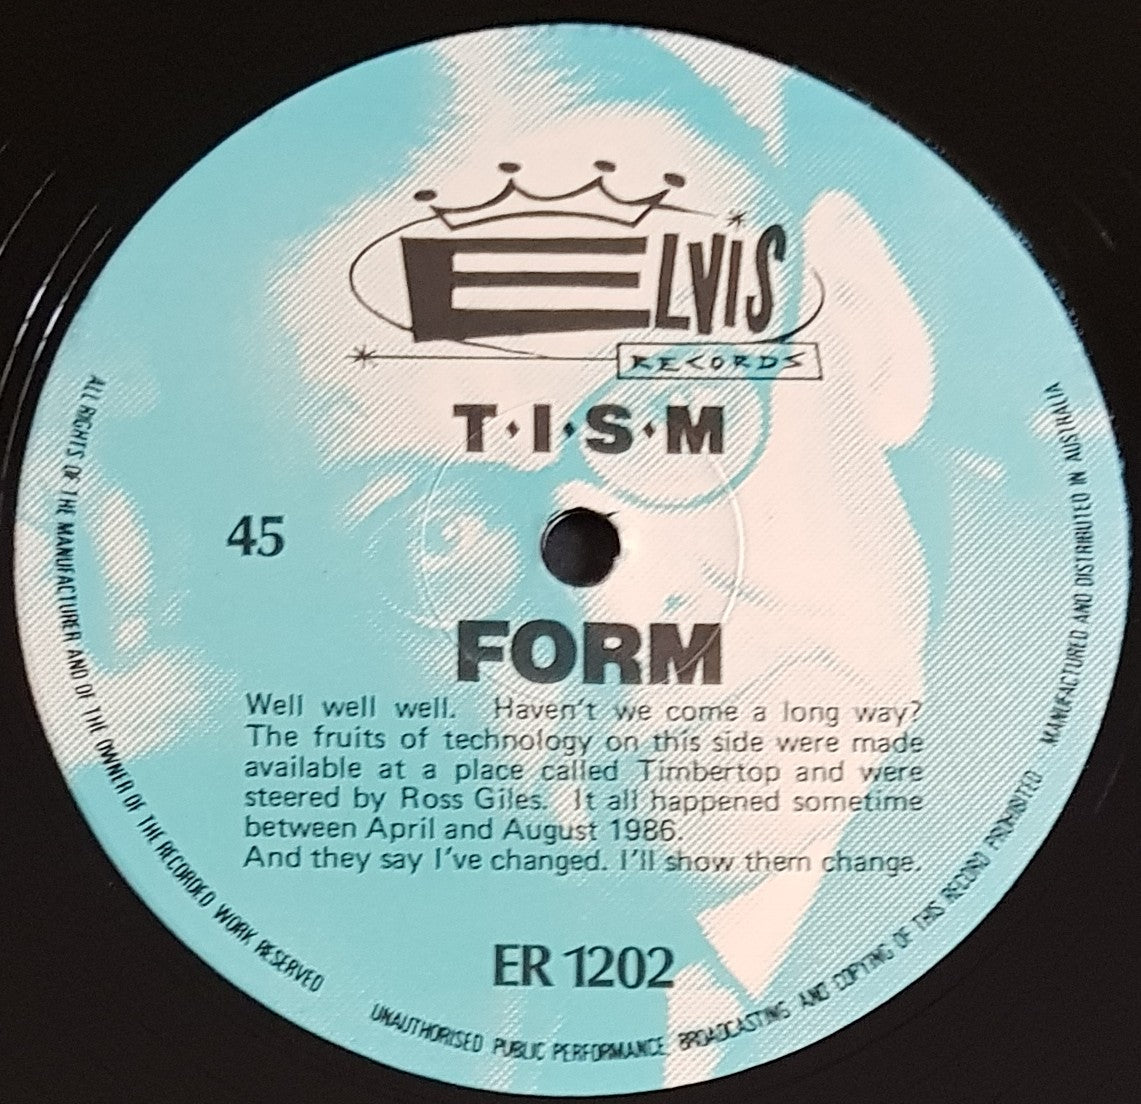 ELVIS
RECORDS
T·I·S·M
45
FORM
Well well well. Haven't we come a long way?
The fruits of technology on this side were made
available at a place called Timbertop and were
steered by Ross Giles. It all happened sometime
between April and August 1986.
And they say I've changed. I'll show them change.
ER 1202
ALL RIGHTS OF THE MANUFACTURER AND OF THE OWNER OF THE RECORDED WORK RESERVED
UNAUTHORISED PUBLIC PERFORMANCE, BROADCASTING AND COPYING OF THIS RECORD PROHIBITED
MANUFACTURED AND DISTRIBUTED IN AUSTRALIA